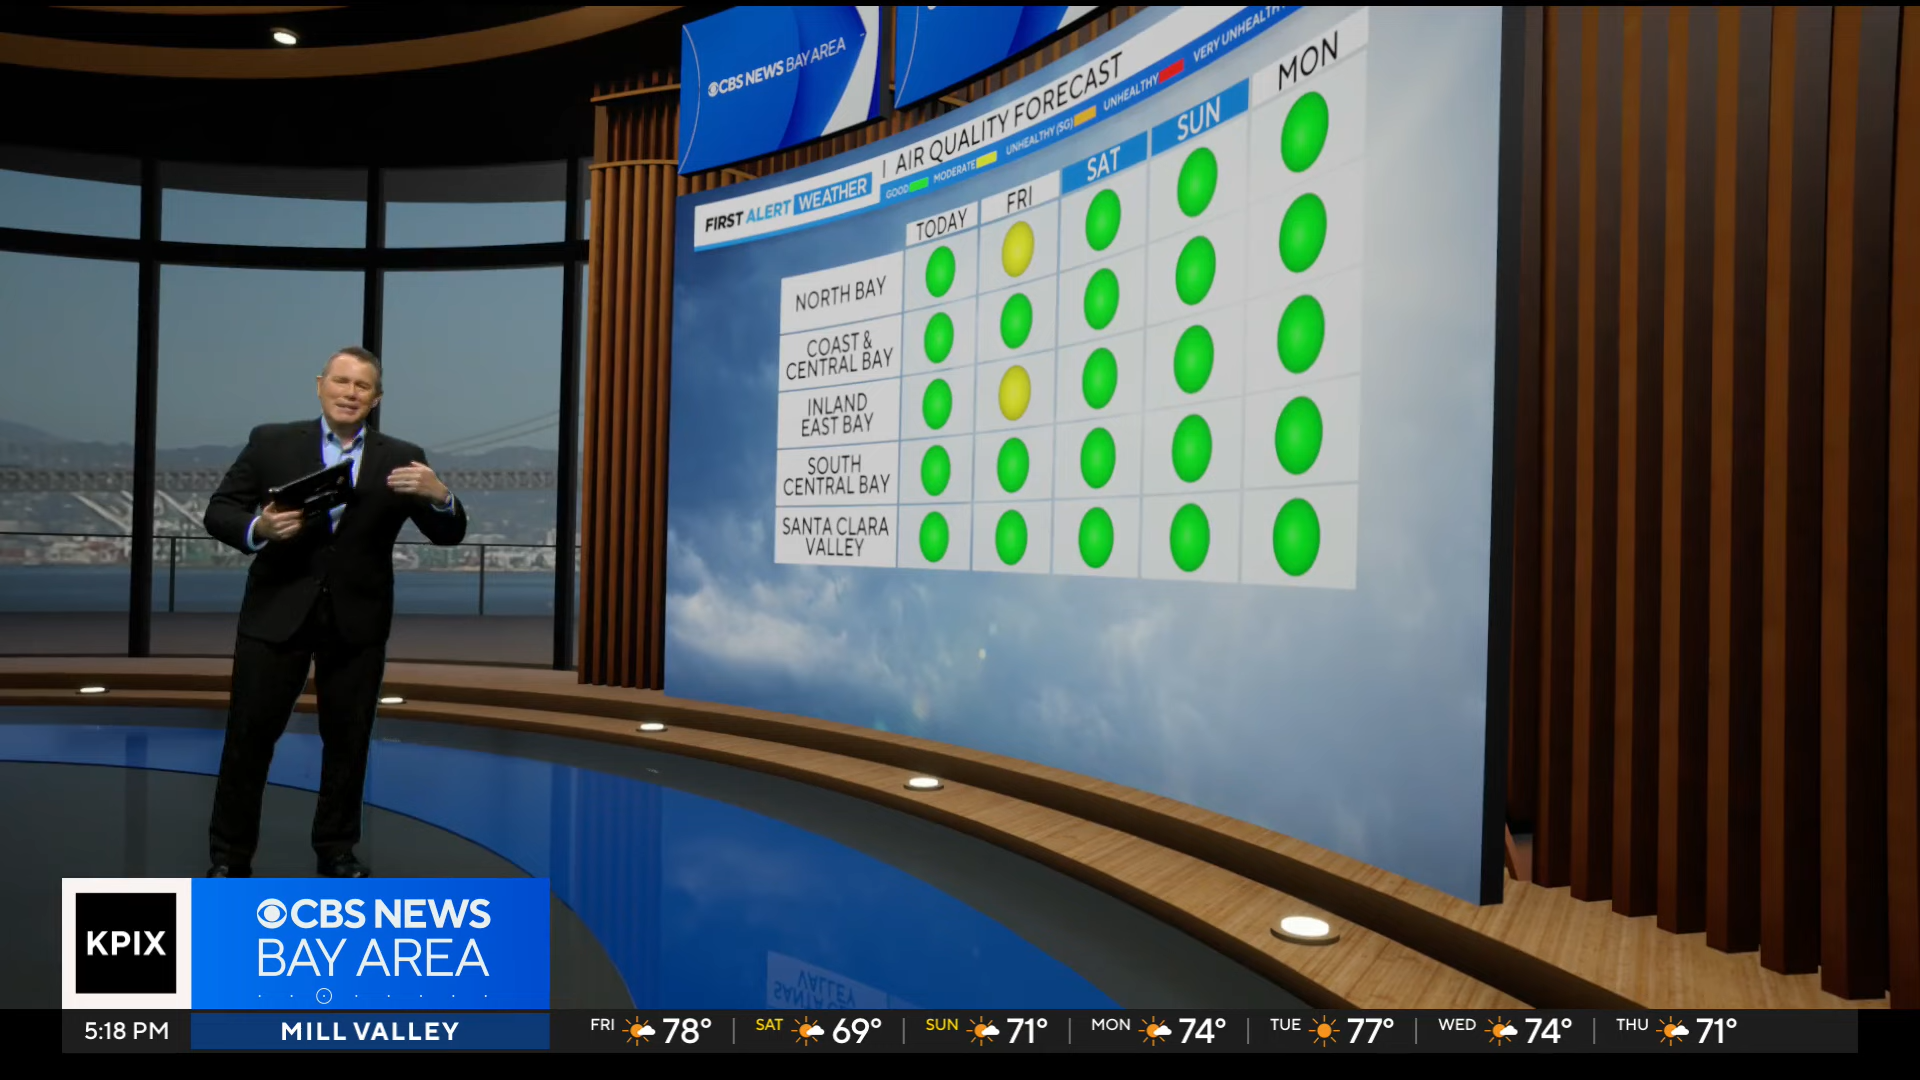 CBS NEWS BAY AREA
FIRST ALERT WEATHER | AIR QUALITY FORECAST
GOOD MODERATE UNHEALTHY (SG) UNHEALTHY VERY UNHEALTHY
TODAY FRI SAT SUN MON
NORTH BAY
COAST &
CENTRAL BAY
INLAND
EAST BAY
SOUTH
CENTRAL BAY
SANTA CLARA
VALLEY
KPIX
CBS NEWS
BAY AREA
5:18 PM
MILL VALLEY
FRI 78° | SAT 69° | SUN 71° | MON 74° | TUE 77° | WED 74° | THU 71°